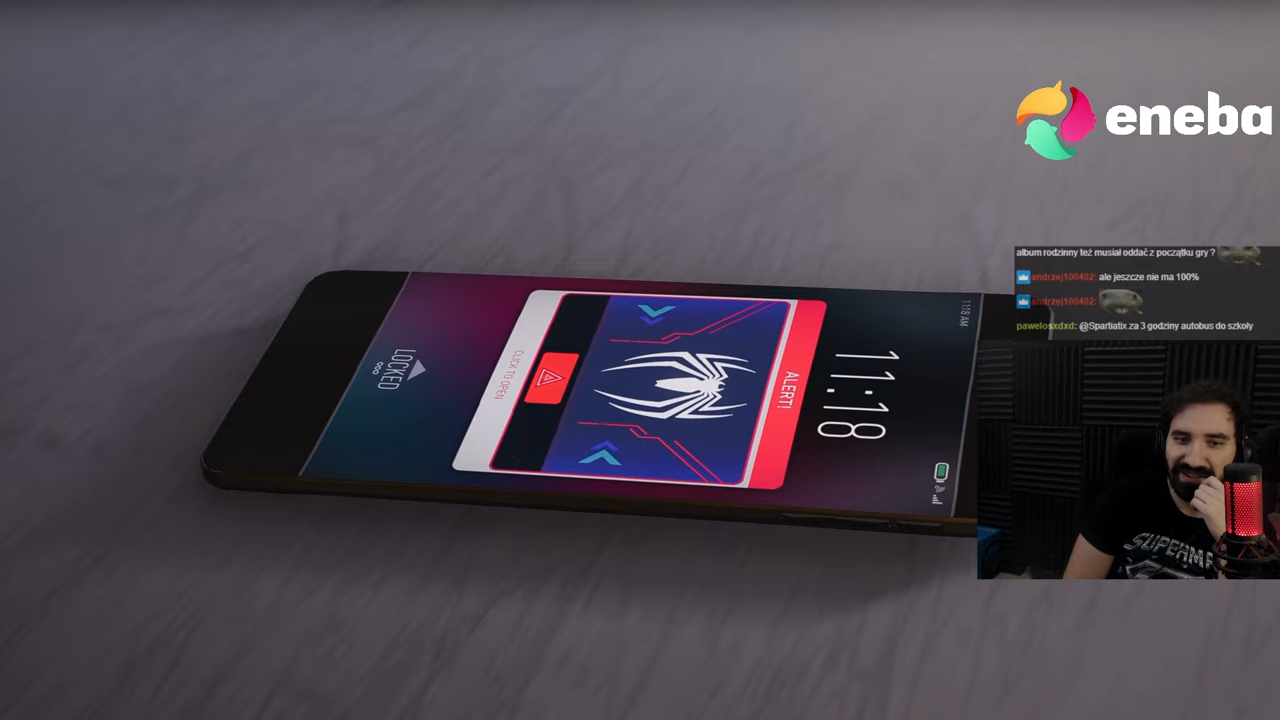 eneba
album rodzinny też musiał oddać z początku gry ?
andrzej100402: ale jeszcze nie ma 100%
andrzej100402:
pawelosxdxd: @Spartiatix za 3 godziny autobus do szkoły
11:18 AM
11:18
ALERT!
CLICK TO OPEN
LOCKED
SUPERMA